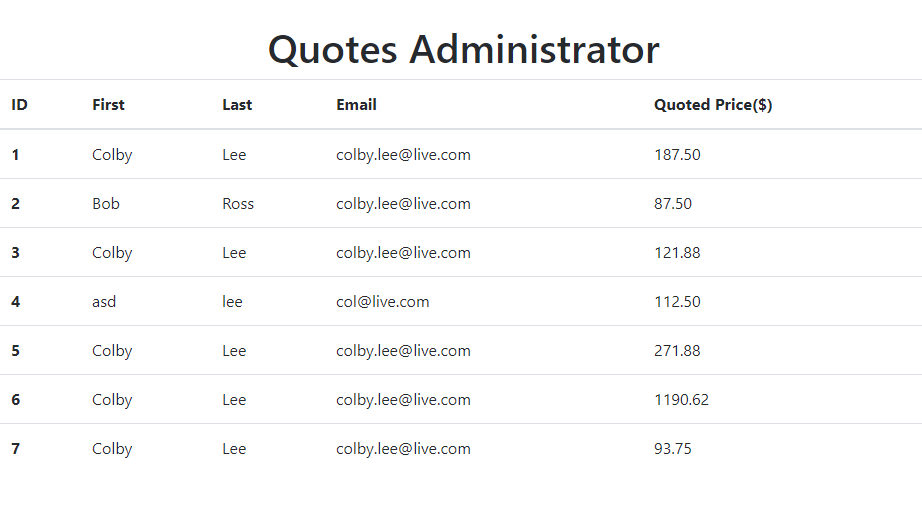 Quotes Administrator
ID First Last Email Quoted Price($)
1 Colby Lee colby.lee@live.com 187.50
2 Bob Ross colby.lee@live.com 87.50
3 Colby Lee colby.lee@live.com 121.88
4 asd lee col@live.com 112.50
5 Colby Lee colby.lee@live.com 271.88
6 Colby Lee colby.lee@live.com 1190.62
7 Colby Lee colby.lee@live.com 93.75